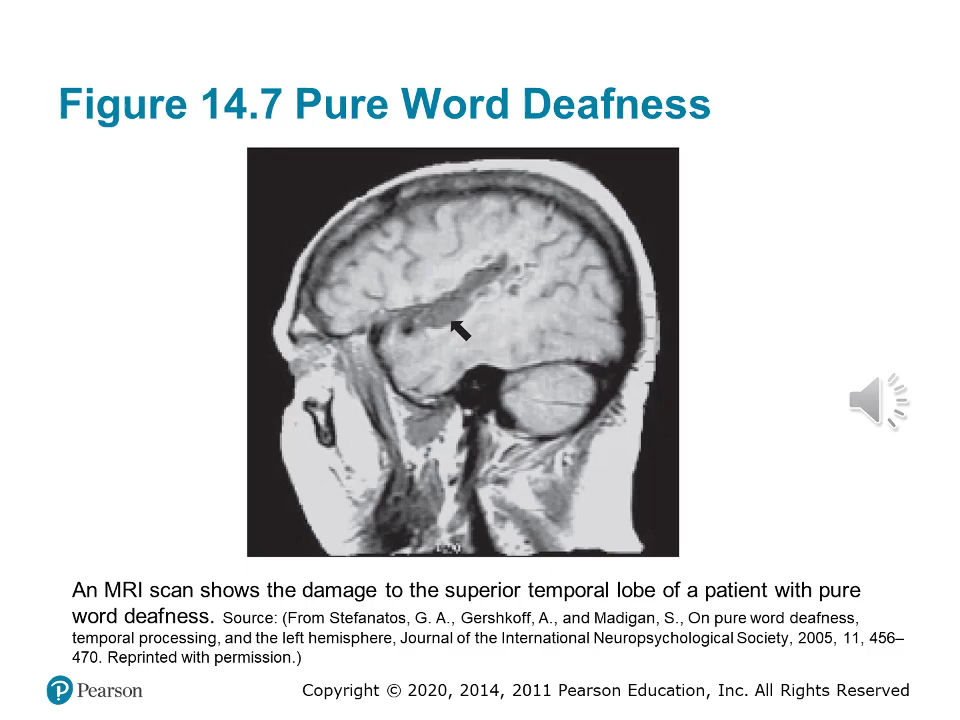 Figure 14.7 Pure Word Deafness
An MRI scan shows the damage to the superior temporal lobe of a patient with pure
word deafness. Source: (From Stefanatos, G. A., Gershkoff, A., and Madigan, S., On pure word deafness,
temporal processing, and the left hemisphere, Journal of the International Neuropsychological Society, 2005, 11, 456–
470. Reprinted with permission.)
P Pearson
Copyright © 2020, 2014, 2011 Pearson Education, Inc. All Rights Reserved